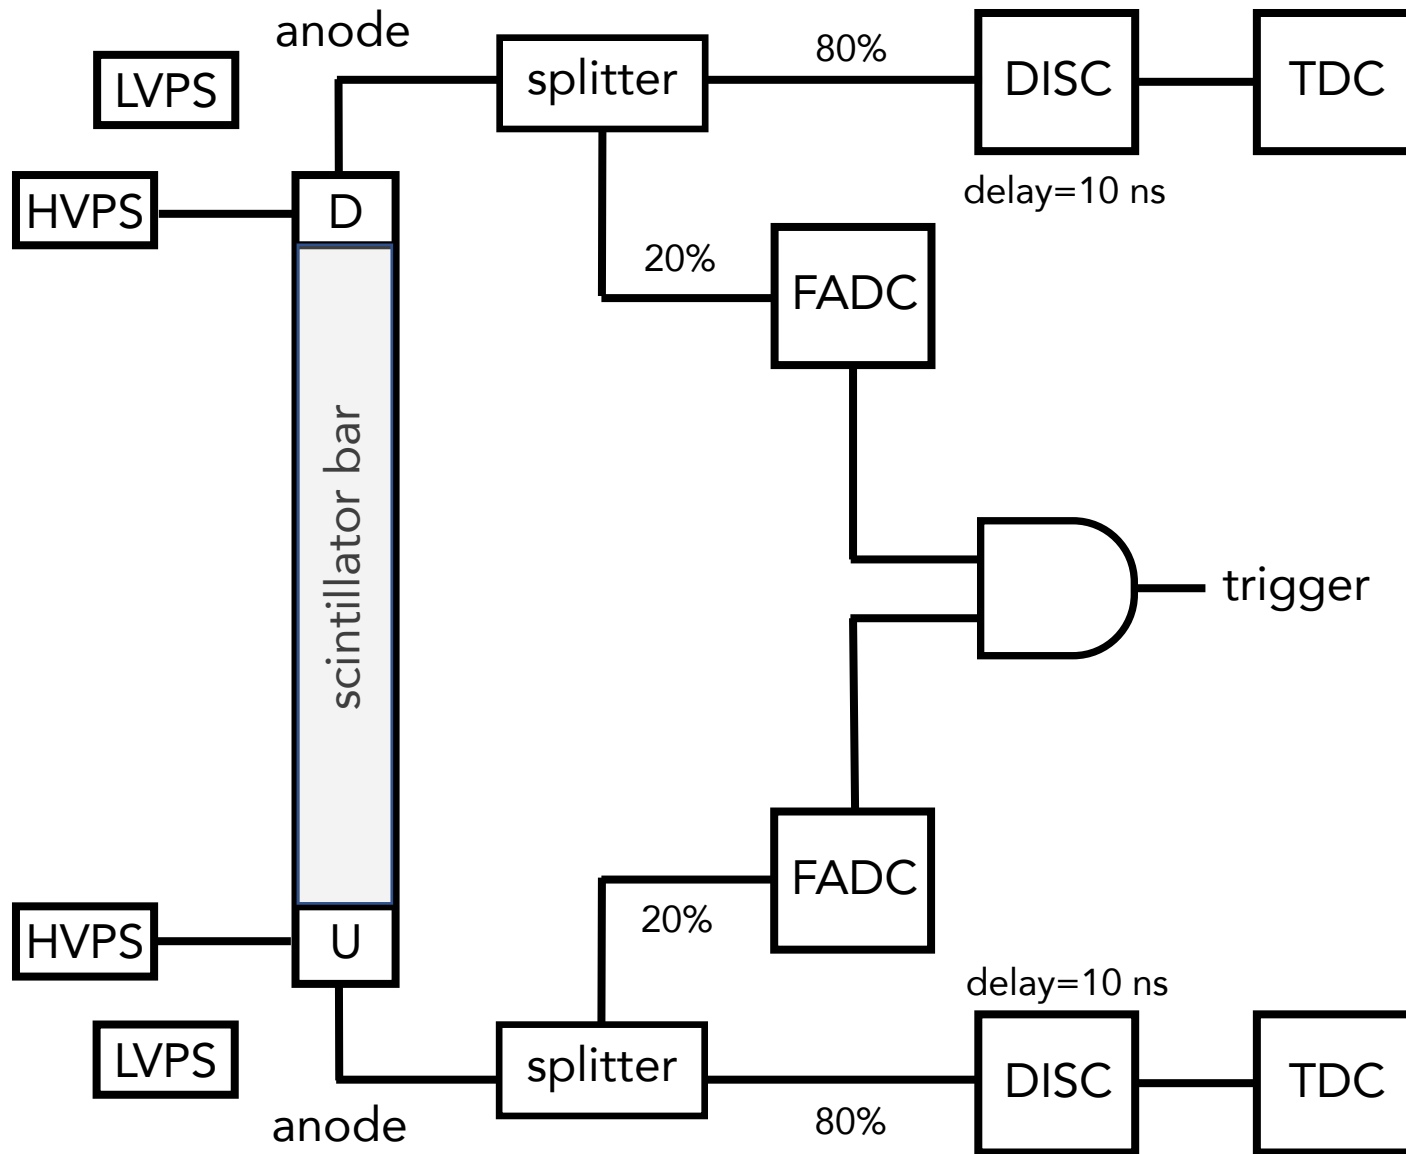 anode
LVPS
splitter
80%
DISC
TDC
HVPS
D
delay=10 ns
20%
FADC
scintillator bar
trigger
FADC
20%
HVPS
U
delay=10 ns
LVPS
splitter
DISC
TDC
80%
anode